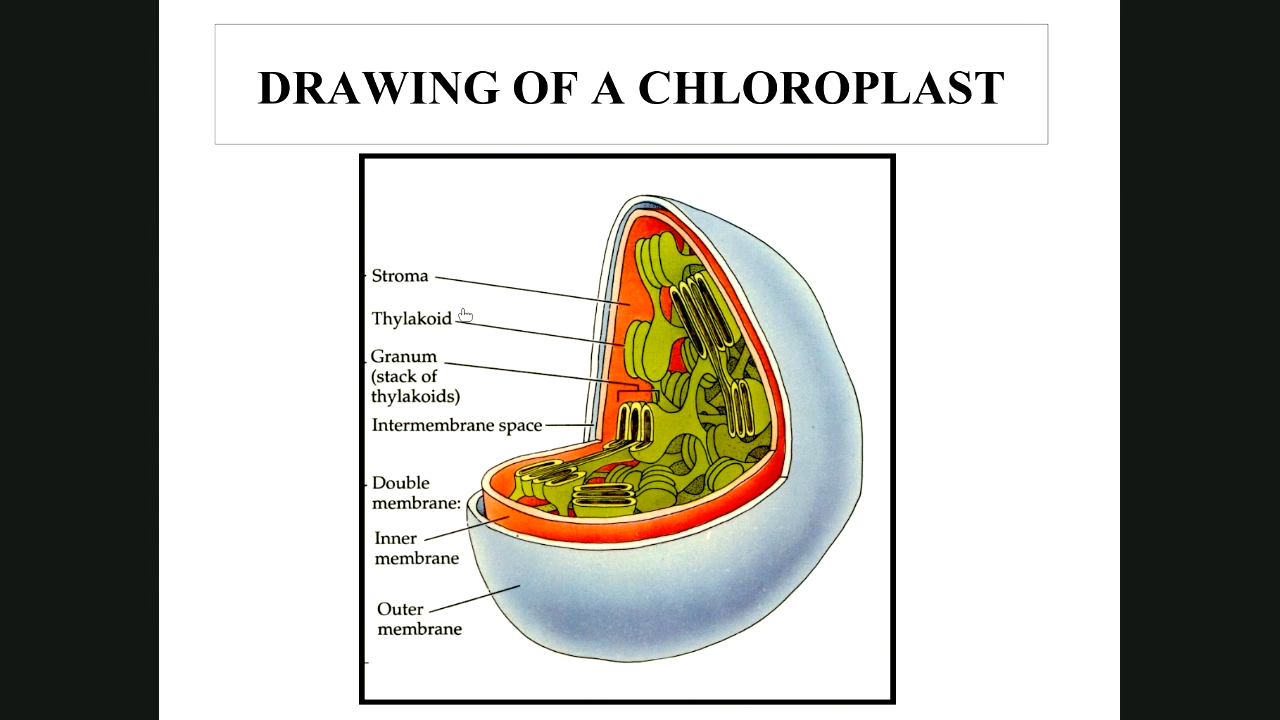 DRAWING OF A CHLOROPLAST
Stroma
Thylakoid
Granum
(stack of
thylakoids)
Intermembrane space
Double
membrane:
Inner
membrane
Outer
membrane